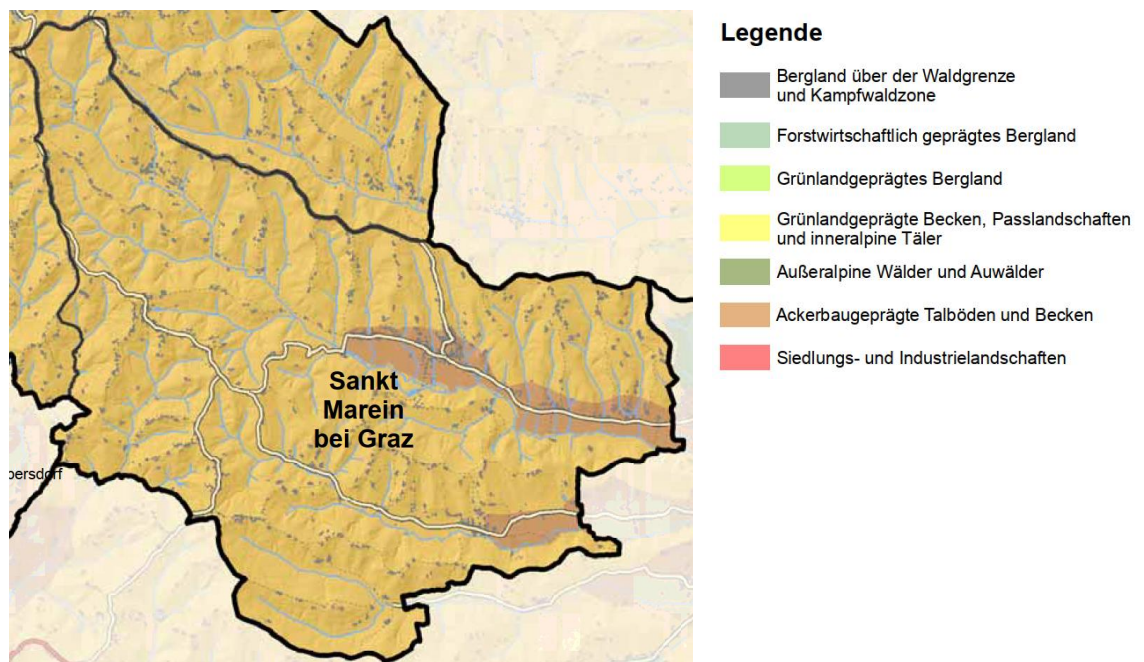 Legende
Bergland über der Waldgrenze
und Kampfwaldzone
Forstwirtschaftlich geprägtes Bergland
Grünlandgeprägtes Bergland
Grünlandgeprägte Becken, Passlandschaften
und inneralpine Täler
Außeralpine Wälder und Auwälder
Ackerbaugeprägte Talböden und Becken
Siedlungs- und Industrielandschaften
Sankt
Marein
bei Graz
persdorf